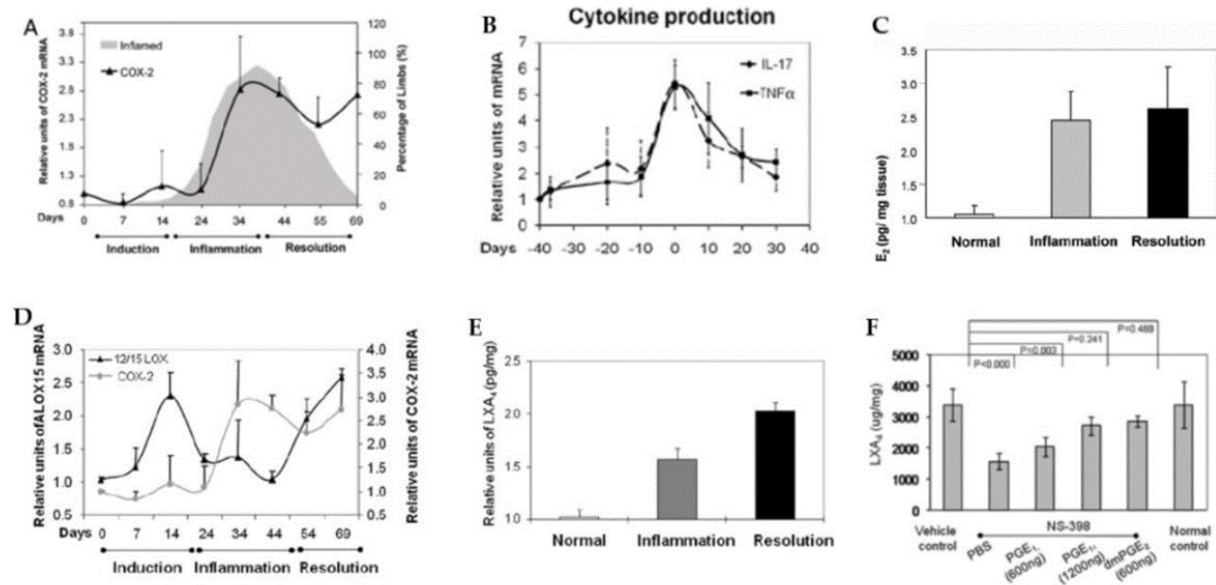 A
Relative units of COX-2 mRNA
3.8
3.3
2.8
2.3
1.8
1.3
0.8
Inflamed
COX-2
120
100
80
60
40
20
0
Percentage of Limbs (%)
Days
0 7 14 24 34 44 55 69
Induction Inflammation Resolution
B
Cytokine production
Relative units of mRNA
7
6
5
4
3
2
1
0
IL-17
TNFα
Days -40 -30 -20 -10 0 10 20 30 40
C
E2 (pg/ mg tissue)
3.5
3.0
2.5
2.0
1.5
1.0
Normal Inflammation Resolution
D
Relative units of ALOX15 mRNA
3.0
2.5
2.0
1.5
1.0
0.5
12/15 LOX
COX-2
4.0
3.5
3.0
2.5
2.0
1.5
1.0
0.5
Relative units of COX-2 mRNA
Days 0 7 14 24 34 44 54 69
Induction Inflammation Resolution
E
Relative units of LXA4 (pg/mg)
2.5
2.0
1.5
1.0
Normal Inflammation Resolution
F
P=0.469
P=0.241
P=0.003
P<0.000
LXA4 (ug/mg)
5000
4000
3000
2000
1000
0
Vehicle control
NS-398
PBS
(600ng)
(1200ng)
dmPGE2 (600ng)
Normal control